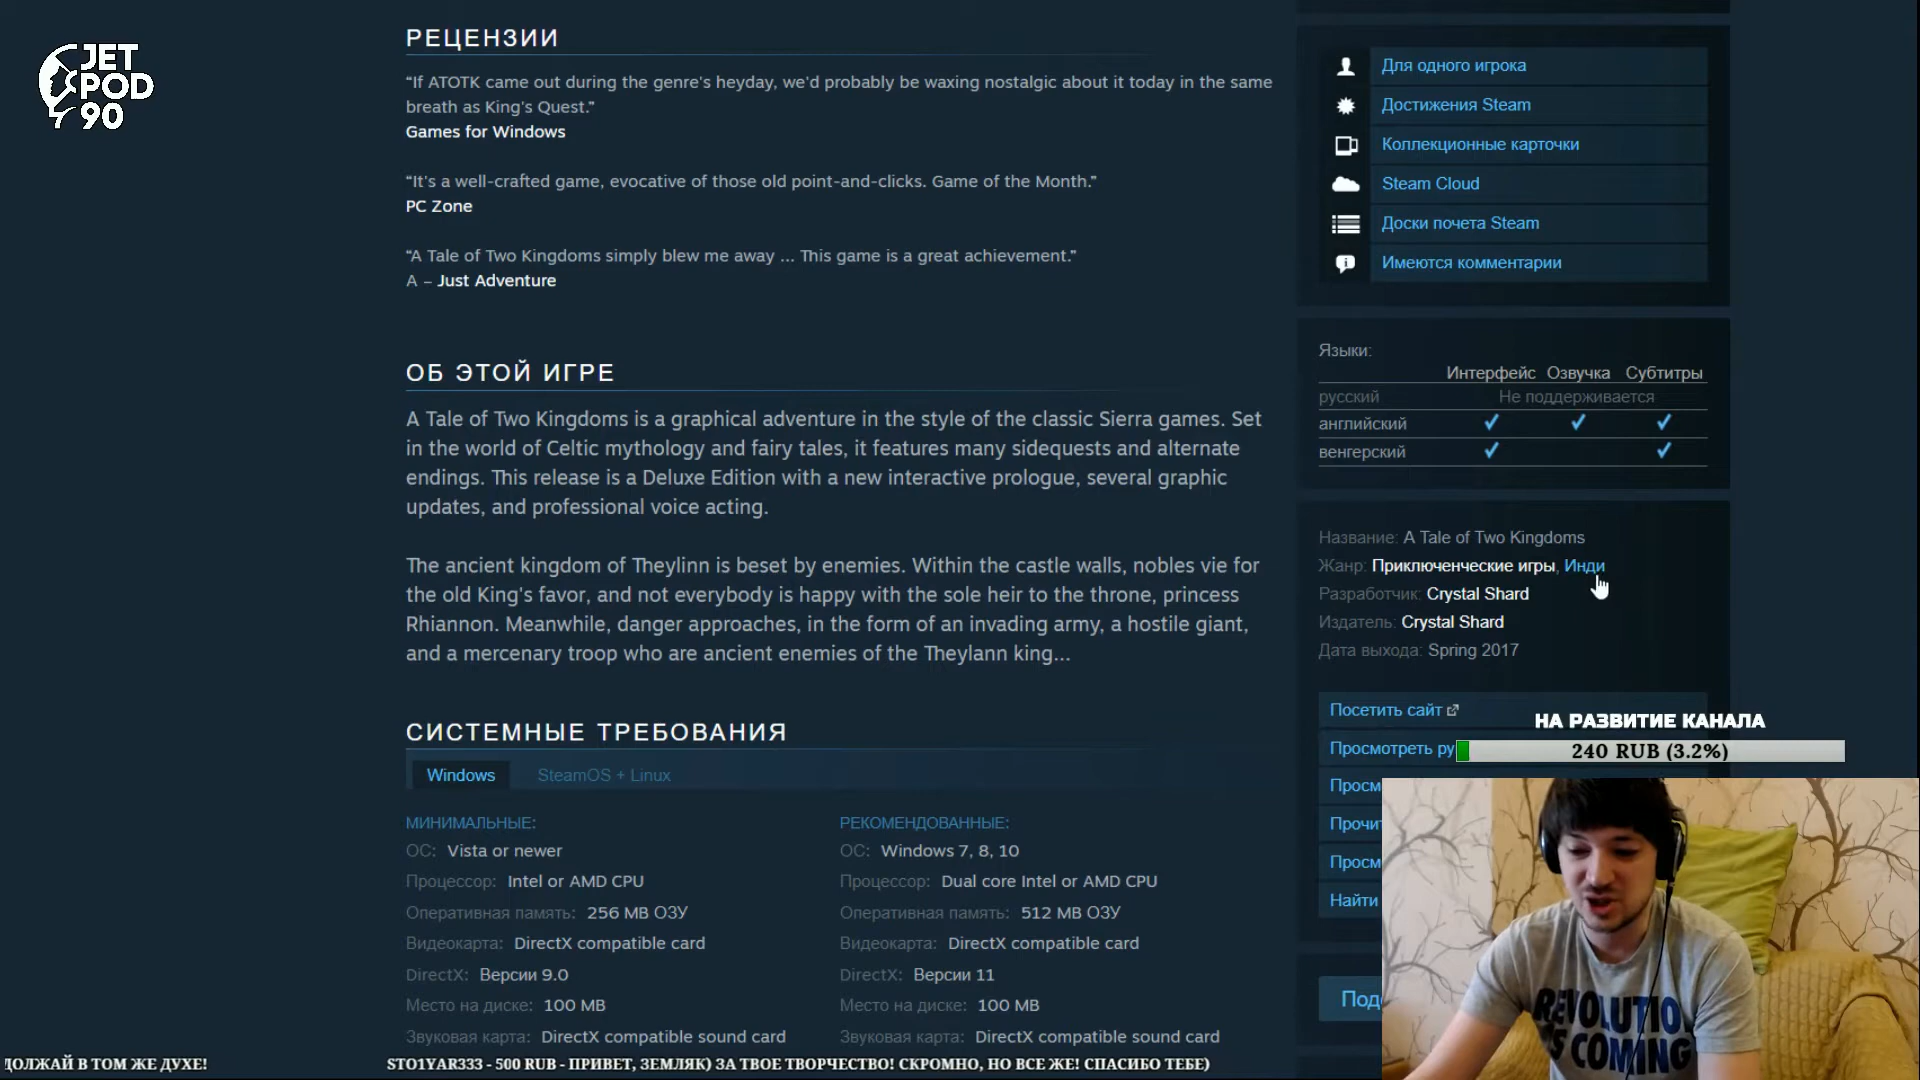 JET
POD
90
РЕЦЕНЗИИ
“If ATOTK came out during the genre's heyday, we'd probably be waxing nostalgic about it today in the same
breath as King's Quest.”
Games for Windows
“It's a well-crafted game, evocative of those old point-and-clicks. Game of the Month.”
PC Zone
“A Tale of Two Kingdoms simply blew me away ... This game is a great achievement.”
A – Just Adventure
ОБ ЭТОЙ ИГРЕ
A Tale of Two Kingdoms is a graphical adventure in the style of the classic Sierra games. Set
in the world of Celtic mythology and fairy tales, it features many sidequests and alternate
endings. This release is a Deluxe Edition with a new interactive prologue, several graphic
updates, and professional voice acting.
The ancient kingdom of Theylinn is beset by enemies. Within the castle walls, nobles vie for
the old King's favor, and not everybody is happy with the sole heir to the throne, princess
Rhiannon. Meanwhile, danger approaches, in the form of an invading army, a hostile giant,
and a mercenary troop who are ancient enemies of the Theylann king...
СИСТЕМНЫЕ ТРЕБОВАНИЯ
Windows SteamOS + Linux
МИНИМАЛЬНЫЕ:
ОС: Vista or newer
Процессор: Intel or AMD CPU
Оперативная память: 256 MB ОЗУ
Видеокарта: DirectX compatible card
DirectX: Версии 9.0
Место на диске: 100 MB
Звуковая карта: DirectX compatible sound card
РЕКОМЕНДОВАННЫЕ:
ОС: Windows 7, 8, 10
Процессор: Dual core Intel or AMD CPU
Оперативная память: 512 MB ОЗУ
Видеокарта: DirectX compatible card
DirectX: Версии 11
Место на диске: 100 MB
Звуковая карта: DirectX compatible sound card
Для одного игрока
Достижения Steam
Коллекционные карточки
Steam Cloud
Доски почета Steam
Имеются комментарии
Языки:
Интерфейс Озвучка Субтитры
русский Не поддерживается
английский ✓ ✓ ✓
венгерский ✓ ✓
Название: A Tale of Two Kingdoms
Жанр: Приключенческие игры, Инди
Разработчик: Crystal Shard
Издатель: Crystal Shard
Дата выхода: Spring 2017
Посетить сайт
Просмотреть ру
Просм
Прочит
Просм
Найти
Под
НА РАЗВИТИЕ КАНАЛА
240 RUB (3.2%)
REVOLUTIO
IS COMING
ДОЛЖАЙ В ТОМ ЖЕ ДУХЕ! STO1YAR333 - 500 RUB - ПРИВЕТ, ЗЕМЛЯК) ЗА ТВОЕ ТВОРЧЕСТВО! СКРОМНО, НО ВСЕ ЖЕ! СПАСИБО ТЕБЕ)